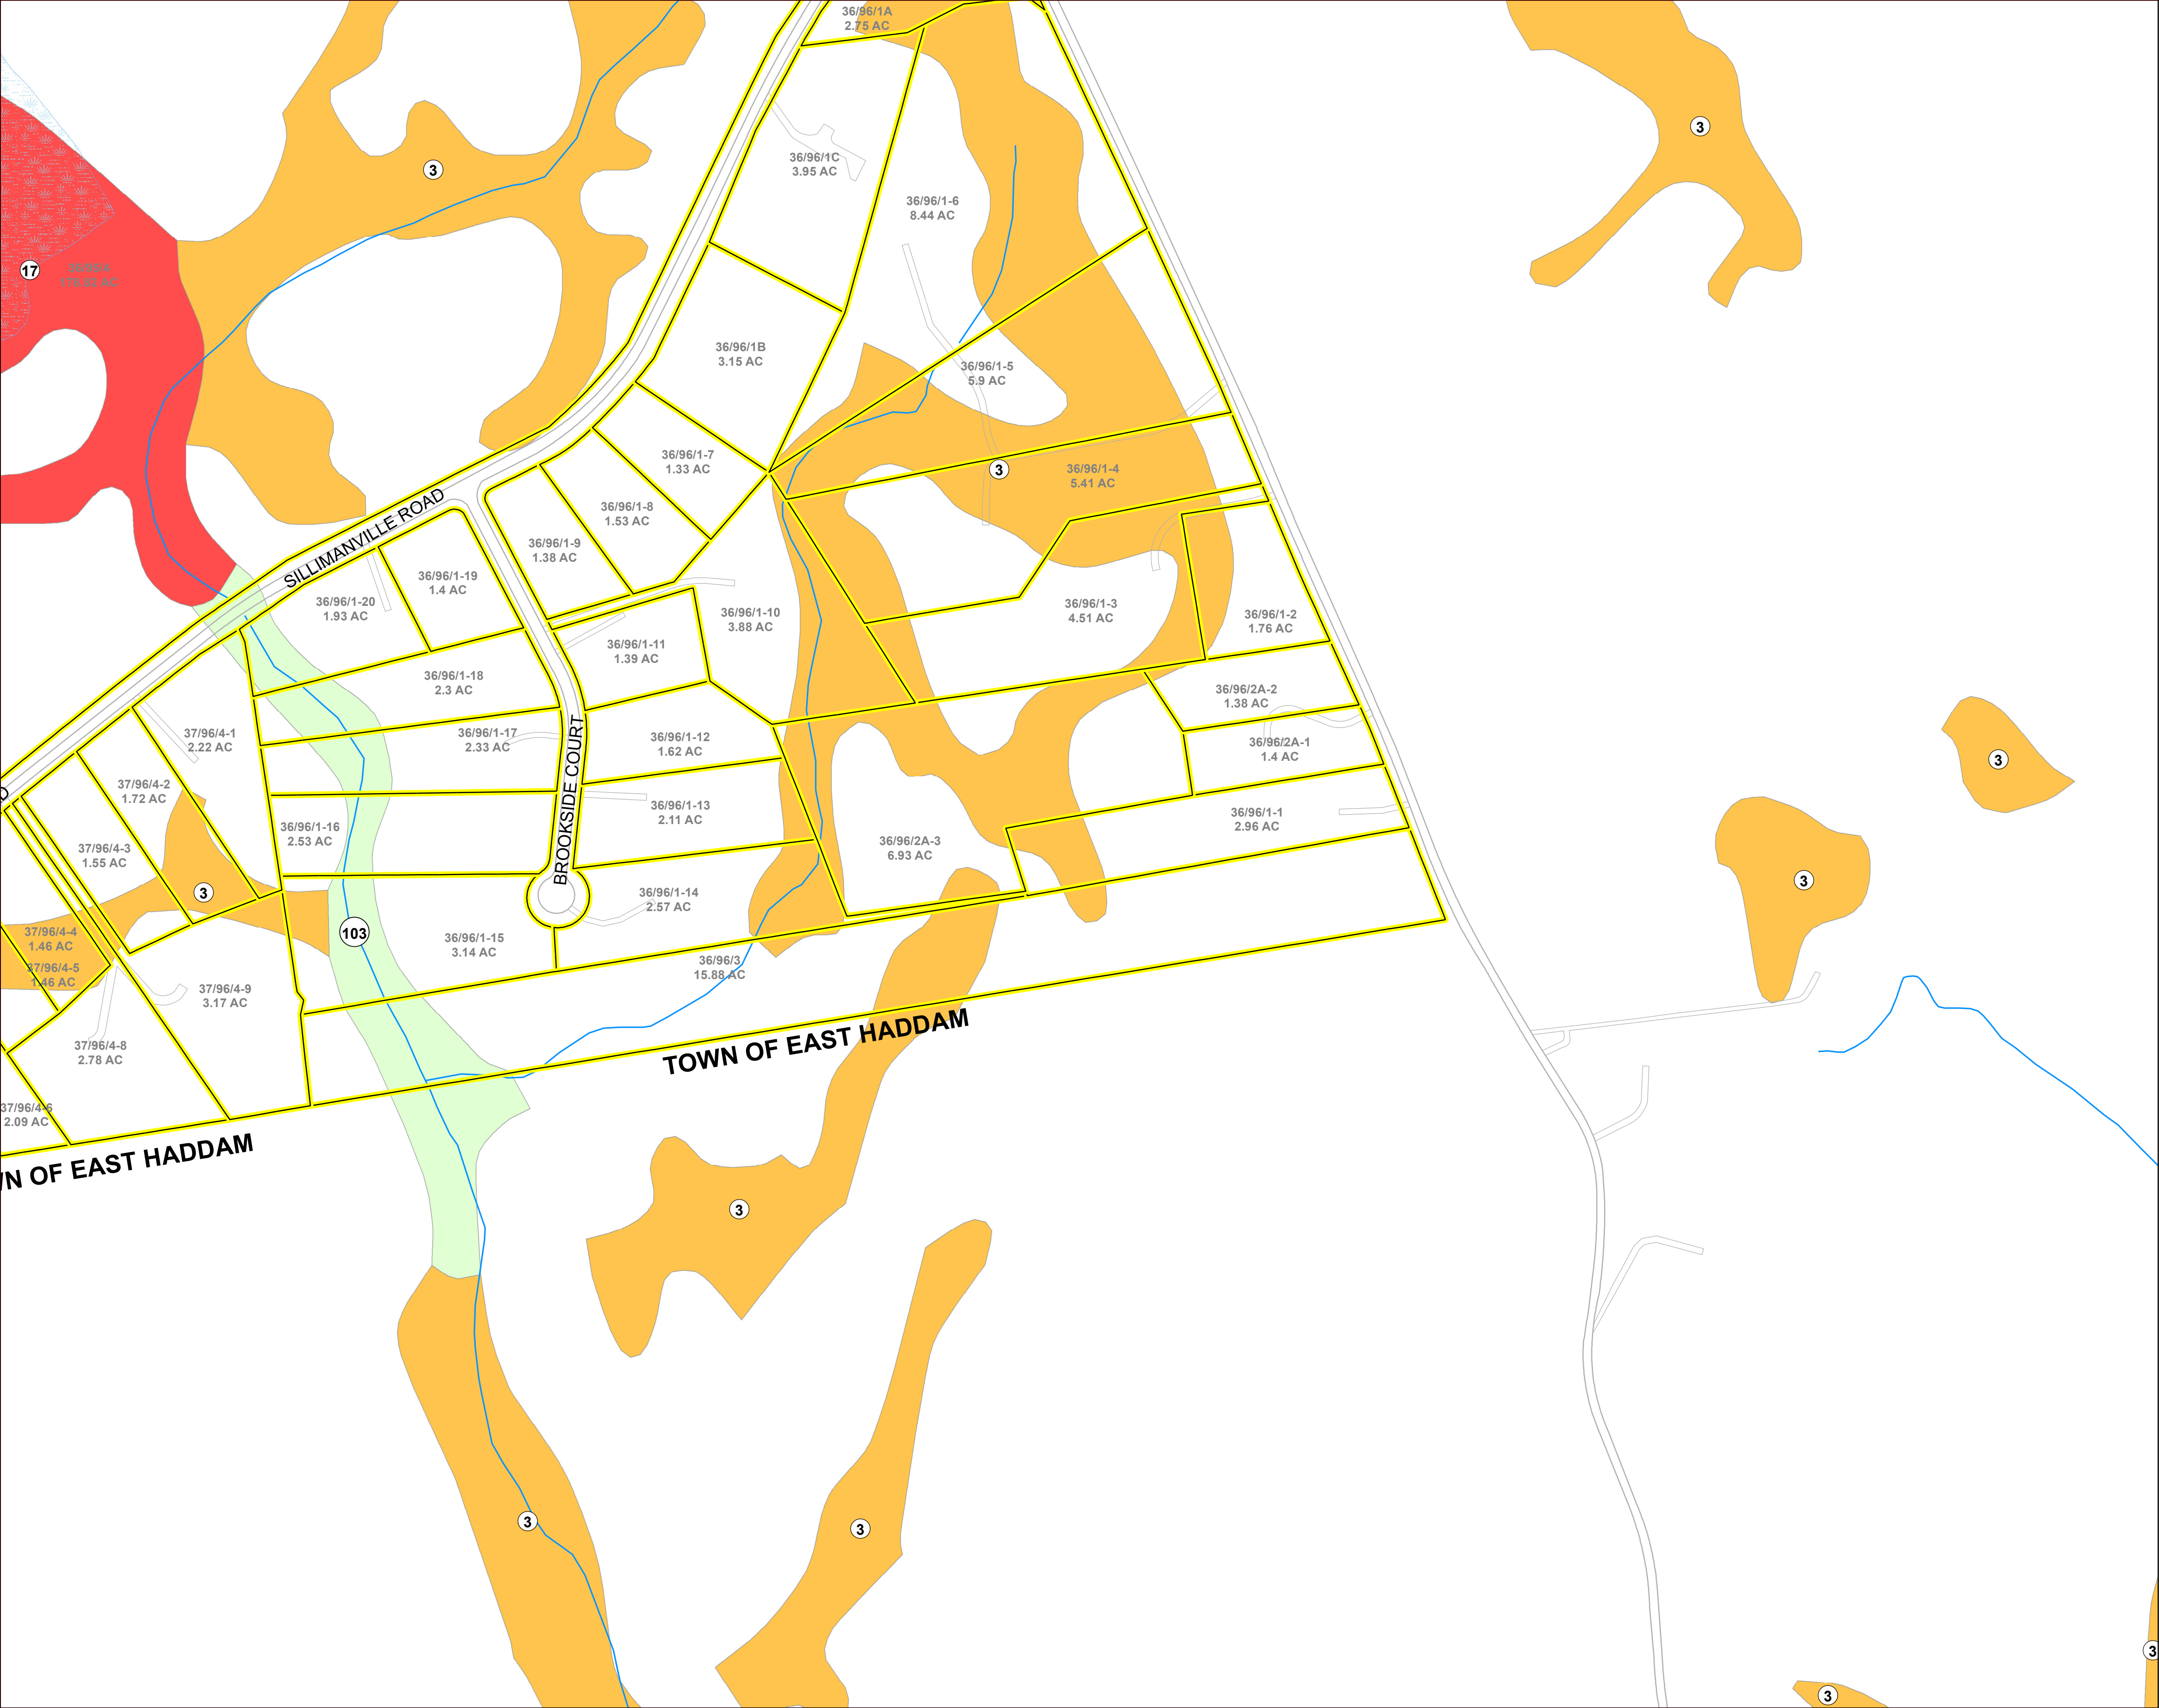 36/96/1A
2.75 AC
3
3
36/96/1C
3.95 AC
36/96/1-6
8.44 AC
17
36/96/1B
3.15 AC
36/96/1-5
5.9 AC
36/96/1-7
1.33 AC
3
36/96/1-4
5.41 AC
SILLIMANVILLE ROAD
36/96/1-8
1.53 AC
36/96/1-9
1.38 AC
36/96/1-19
1.4 AC
36/96/1-20
1.93 AC
36/96/1-10
3.88 AC
36/96/1-3
4.51 AC
36/96/1-2
1.76 AC
36/96/1-11
1.39 AC
36/96/1-18
2.3 AC
36/96/2A-2
1.38 AC
37/96/4-1
2.22 AC
36/96/1-17
2.33 AC
BROOKSIDE COURT
36/96/1-12
1.62 AC
36/96/2A-1
1.4 AC
3
37/96/4-2
1.72 AC
D
36/96/1-16
2.53 AC
36/96/1-13
2.11 AC
36/96/1-1
2.96 AC
37/96/4-3
1.55 AC
36/96/2A-3
6.93 AC
3
3
36/96/1-14
2.57 AC
37/96/4-4
1.46 AC
103
36/96/1-15
3.14 AC
37/96/4-5
1.46 AC
36/96/3
15.88 AC
37/96/4-9
3.17 AC
TOWN OF EAST HADDAM
37/96/4-8
2.78 AC
37/96/4-6
2.09 AC
WN OF EAST HADDAM
3
3
3
3
3